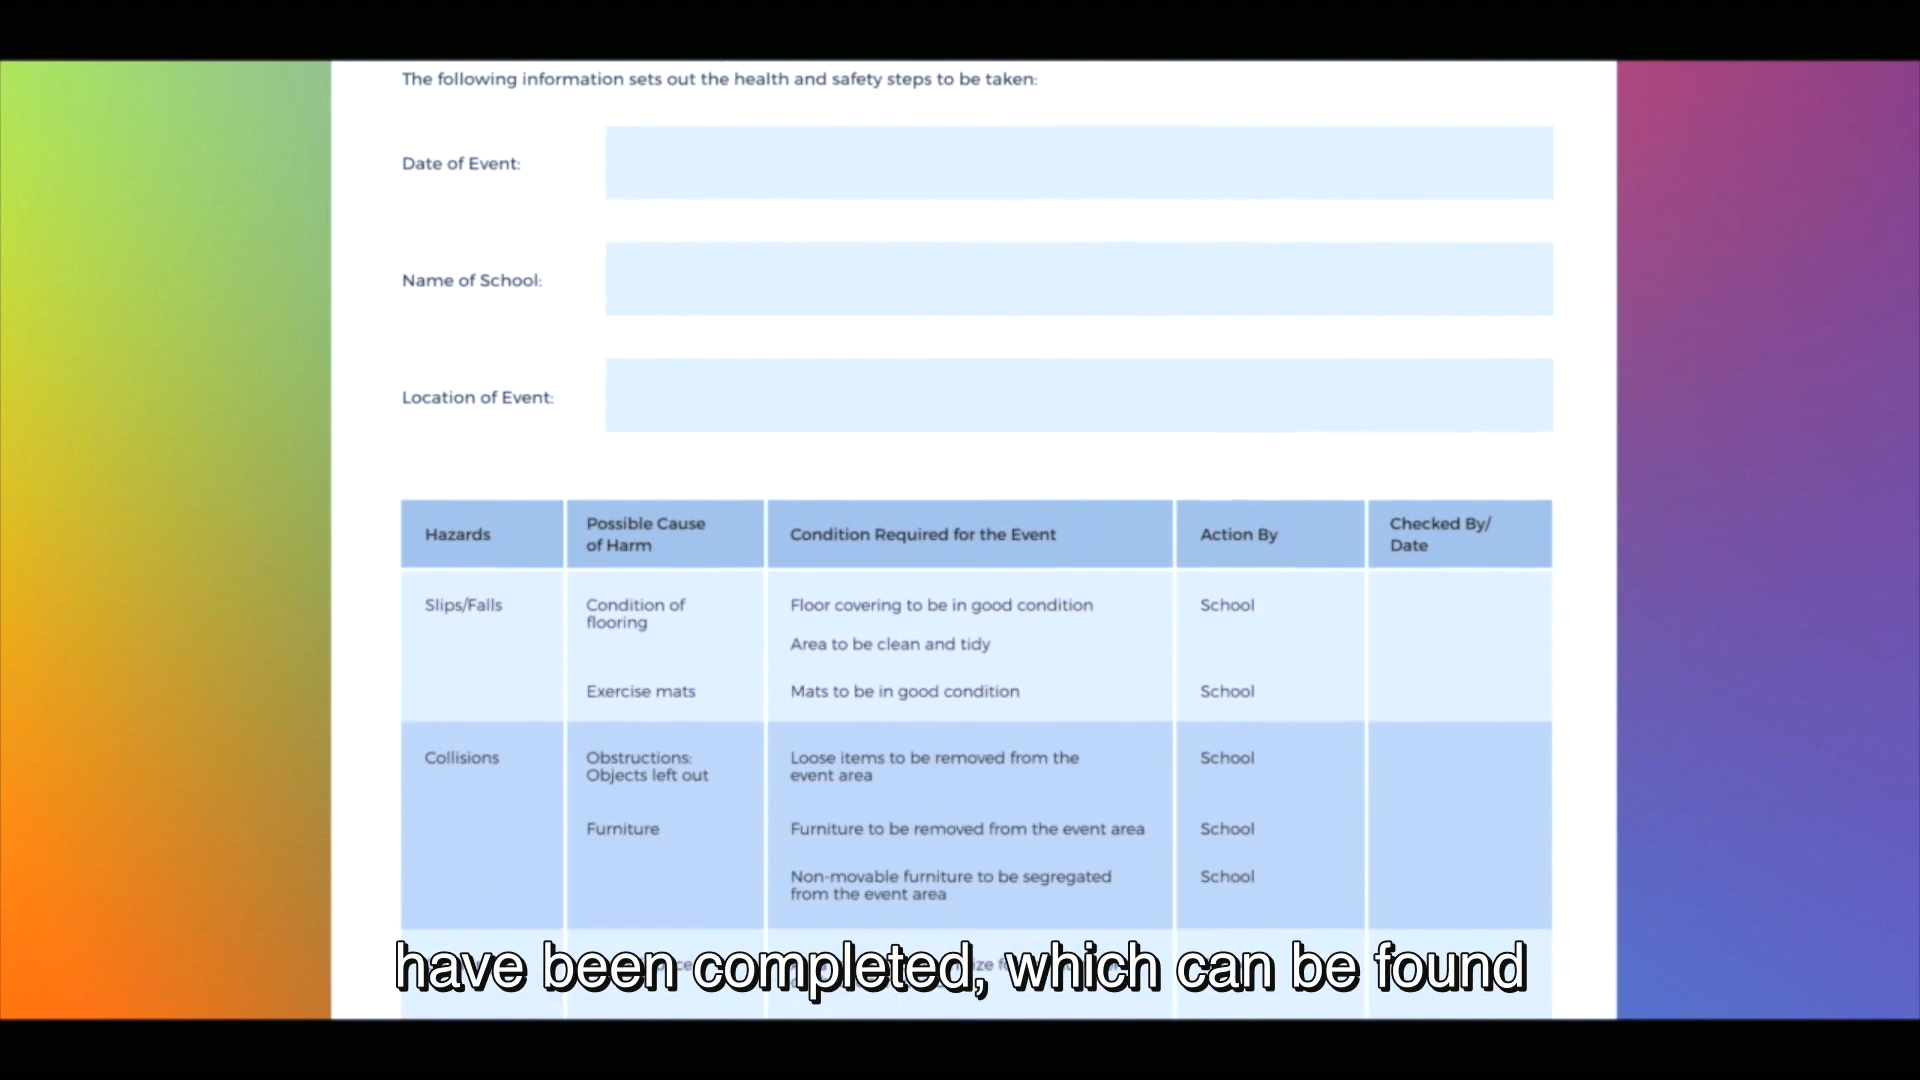 The following information sets out the health and safety steps to be taken:
Date of Event:
Name of School:
Location of Event:
Hazards
Possible Cause
of Harm
Condition Required for the Event
Action By
Checked By/
Date
Slips/Falls
Condition of
flooring
Floor covering to be in good condition
School
Area to be clean and tidy
Exercise mats
Mats to be in good condition
School
Collisions
Obstructions:
Objects left out
Loose items to be removed from the
event area
School
Furniture
Furniture to be removed from the event area
School
Non-movable furniture to be segregated
from the event area
School
have been completed, which can be found